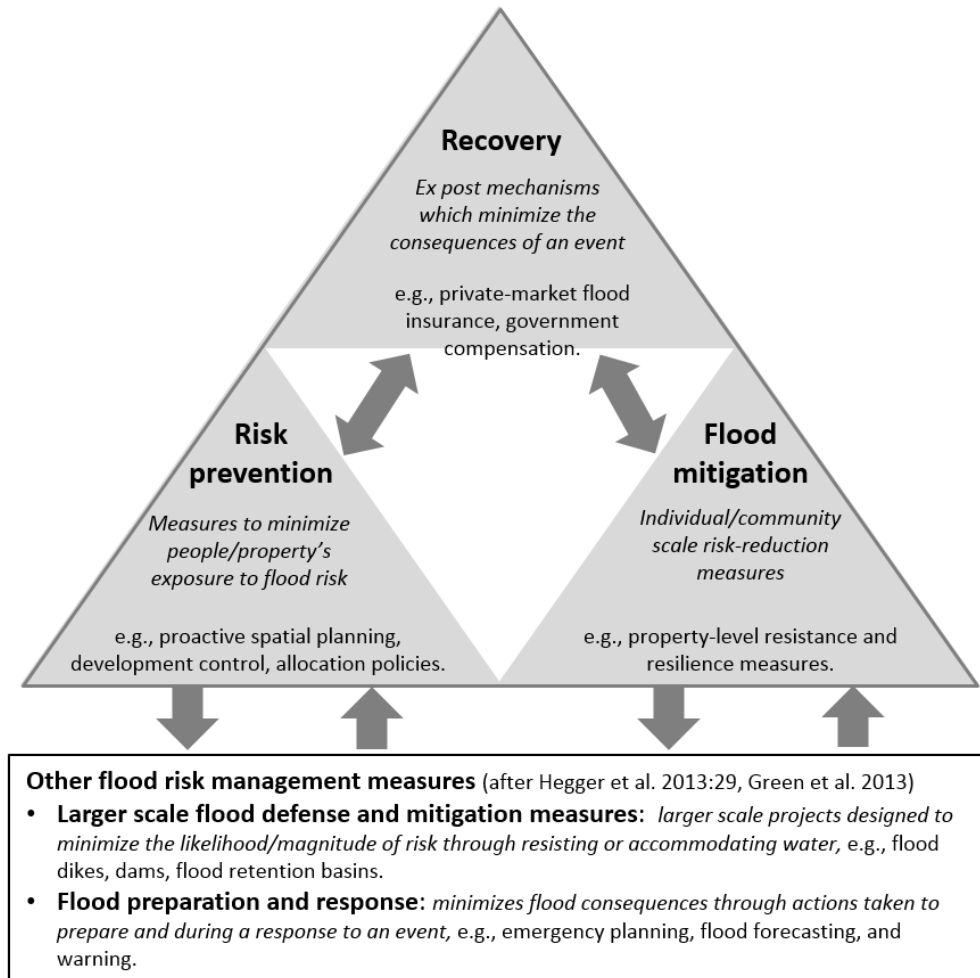 Recovery
Ex post mechanisms
which minimize the
consequences of an event
e.g., private-market flood
insurance, government
compensation.
Risk
prevention
Measures to minimize
people/property’s
exposure to flood risk
e.g., proactive spatial planning,
development control, allocation policies.
Flood
mitigation
Individual/community
scale risk-reduction
measures
e.g., property-level resistance and
resilience measures.
Other flood risk management measures (after Hegger et al. 2013:29, Green et al. 2013)
• Larger scale flood defense and mitigation measures: larger scale projects designed to
minimize the likelihood/magnitude of risk through resisting or accommodating water, e.g., flood
dikes, dams, flood retention basins.
• Flood preparation and response: minimizes flood consequences through actions taken to
prepare and during a response to an event, e.g., emergency planning, flood forecasting, and
warning.